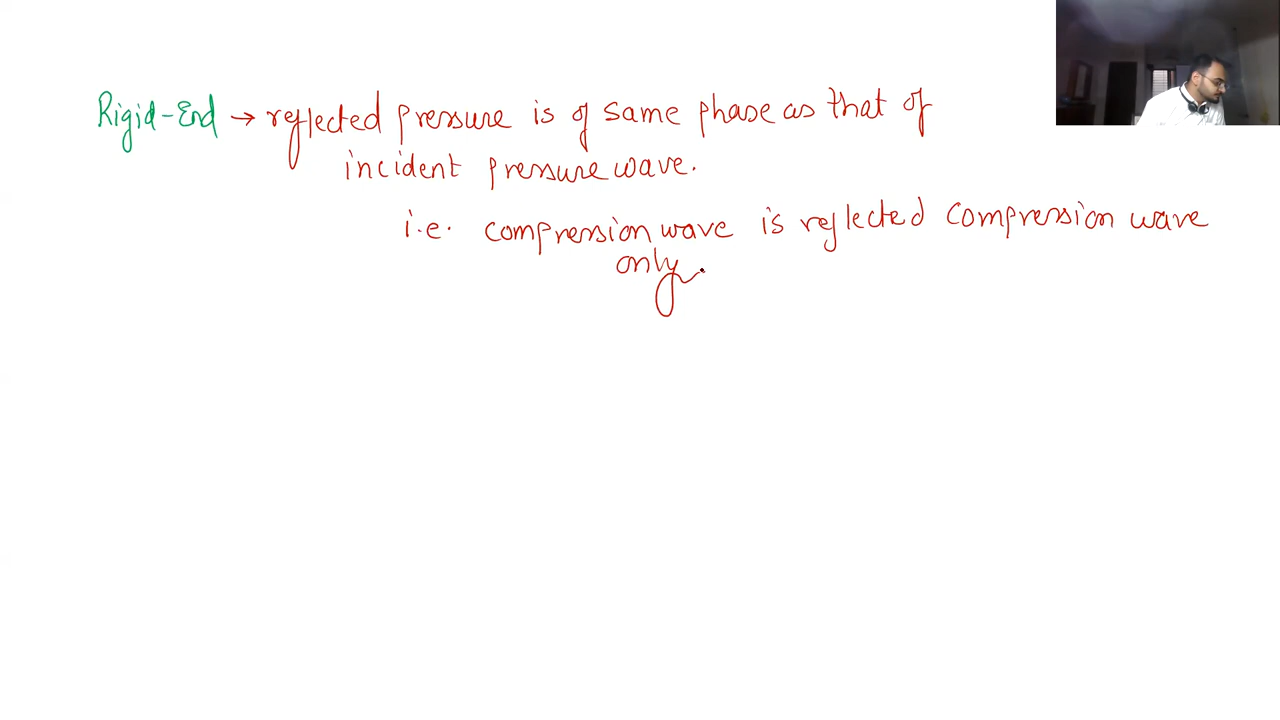 Rigid-End → reflected pressure is of same phase as that of
incident pressure wave.
i.e. compression wave is reflected compression wave
only